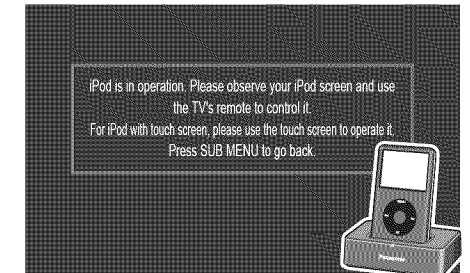 iPod is in operation. Please observe your iPod screen and use
the TV's remote to control it.
For iPod with touch screen, please use the touch screen to operate it.
Press SUB MENU to go back.
Panasonic